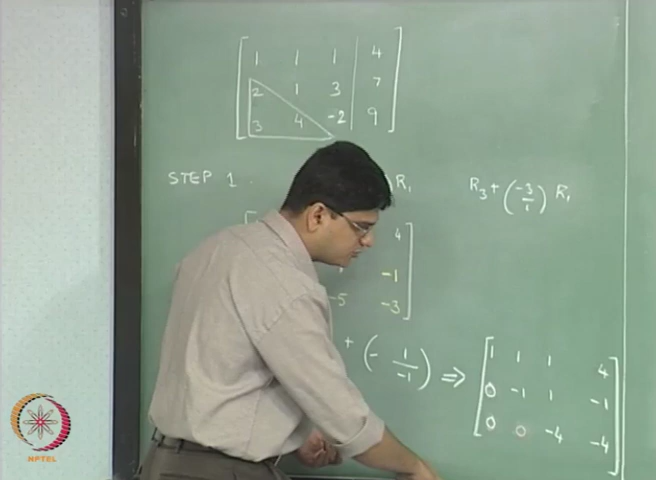 1 1 1 4
2 1 3 7
3 4 -2 9
STEP 1. R₁ R₃ + (-3/1) R₁
4
-1
-5 -3
+ (- 1/-1) ⇒
1 1 1 4
0 -1 1 -1
0 0 -4 -4
NPTEL